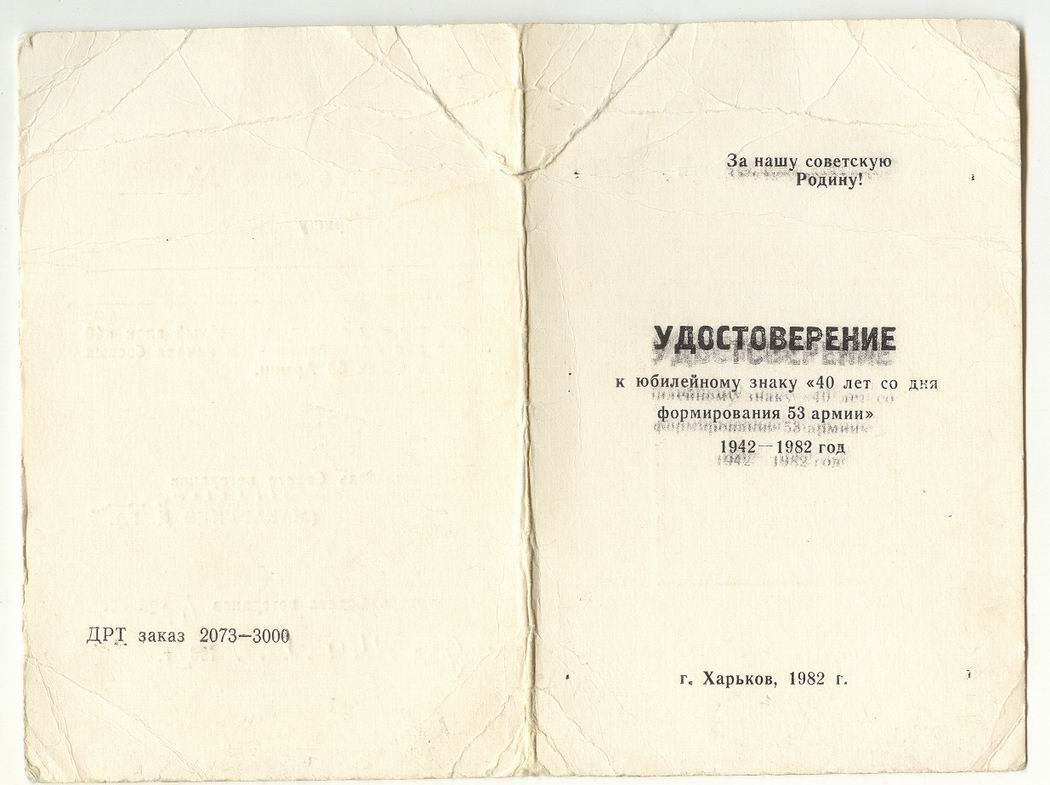 За нашу советскую
Родину!
УДОСТОВЕРЕНИЕ
к юбилейному знаку «40 лет со дня
формирования 53 армии»
1942—1982 год
г. Харьков, 1982 г.
ДРТ заказ 2073—3000